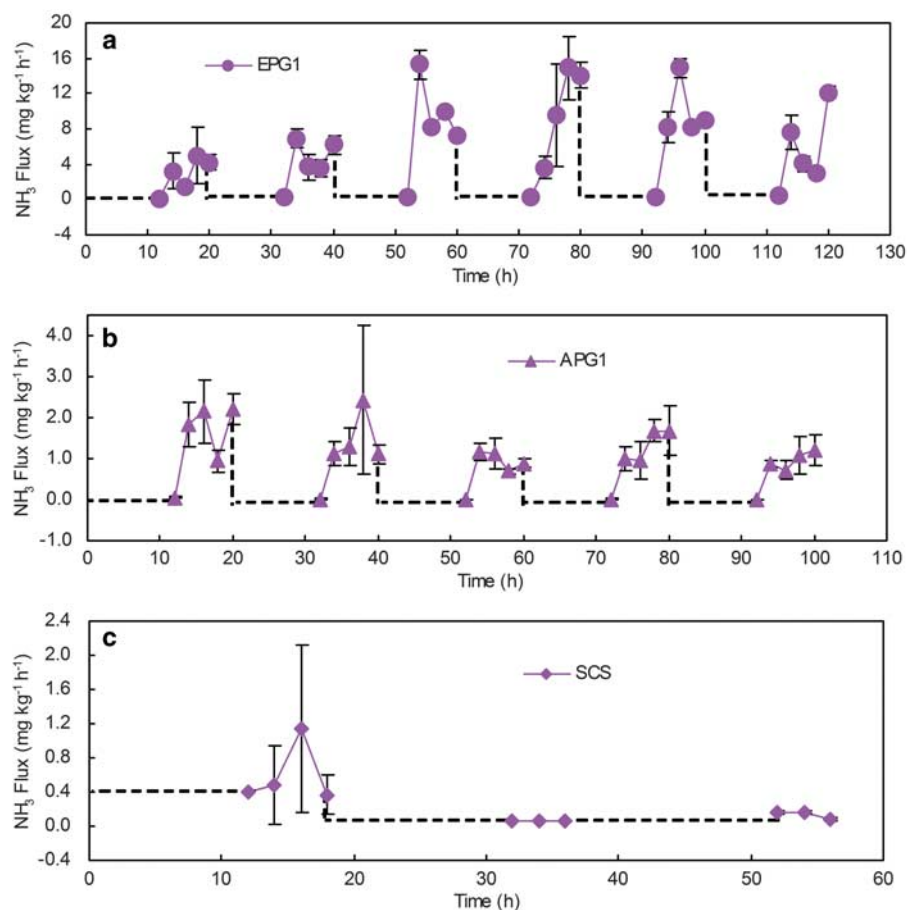 a
EPG1
NH₃ Flux (mg kg⁻¹ h⁻¹)
20
16
12
8
4
0
-4
0 10 20 30 40 50 60 70 80 90 100 110 120 130
Time (h)
b
APG1
NH₃ Flux (mg kg⁻¹ h⁻¹)
4.0
3.0
2.0
1.0
0.0
-1.0
0 10 20 30 40 50 60 70 80 90 100 110
Time (h)
c
SCS
NH₃ Flux (mg kg⁻¹ h⁻¹)
2.4
2.0
1.6
1.2
0.8
0.4
0.0
-0.4
0 10 20 30 40 50 60
Time (h)